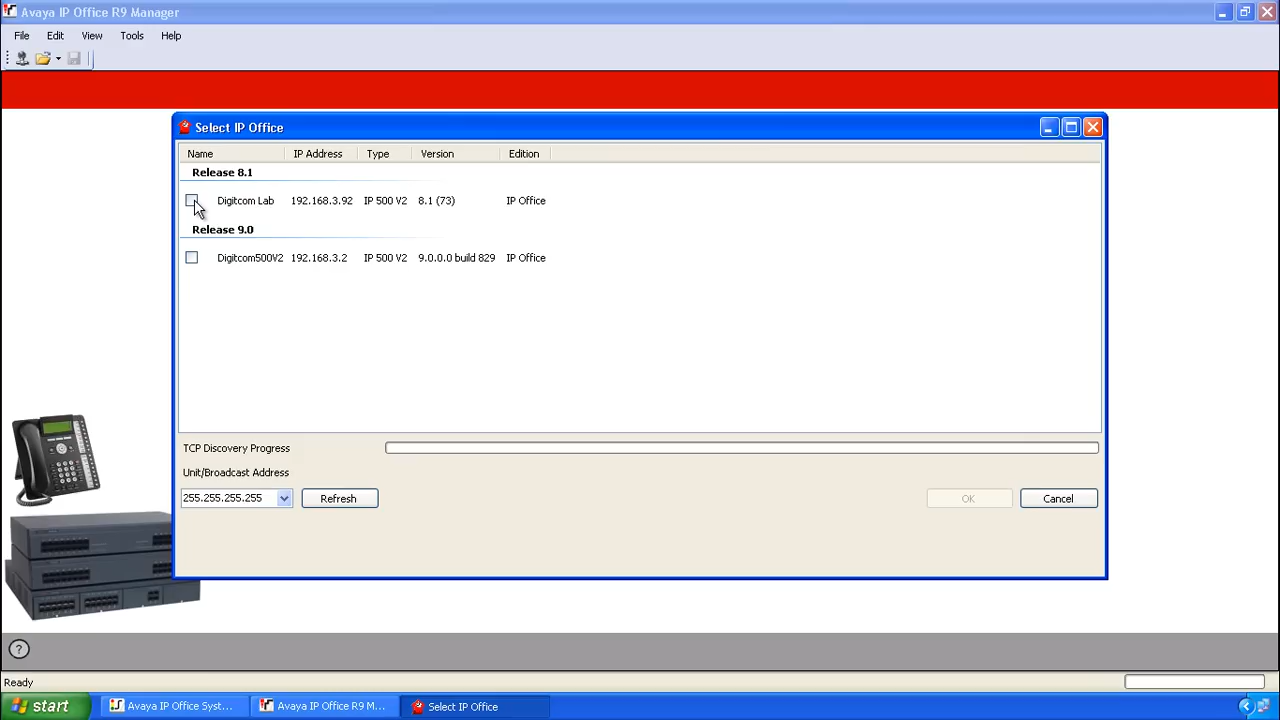 Avaya IP Office R9 Manager
File Edit View Tools Help
Select IP Office
Name IP Address Type Version Edition
Release 8.1
Digitcom Lab 192.168.3.92 IP 500 V2 8.1 (73) IP Office
Release 9.0
Digitcom500V2 192.168.3.2 IP 500 V2 9.0.0.0 build 829 IP Office
TCP Discovery Progress
Unit/Broadcast Address
255.255.255.255 Refresh OK Cancel
?
Ready
start Avaya IP Office Syst... Avaya IP Office R9 M... Select IP Office